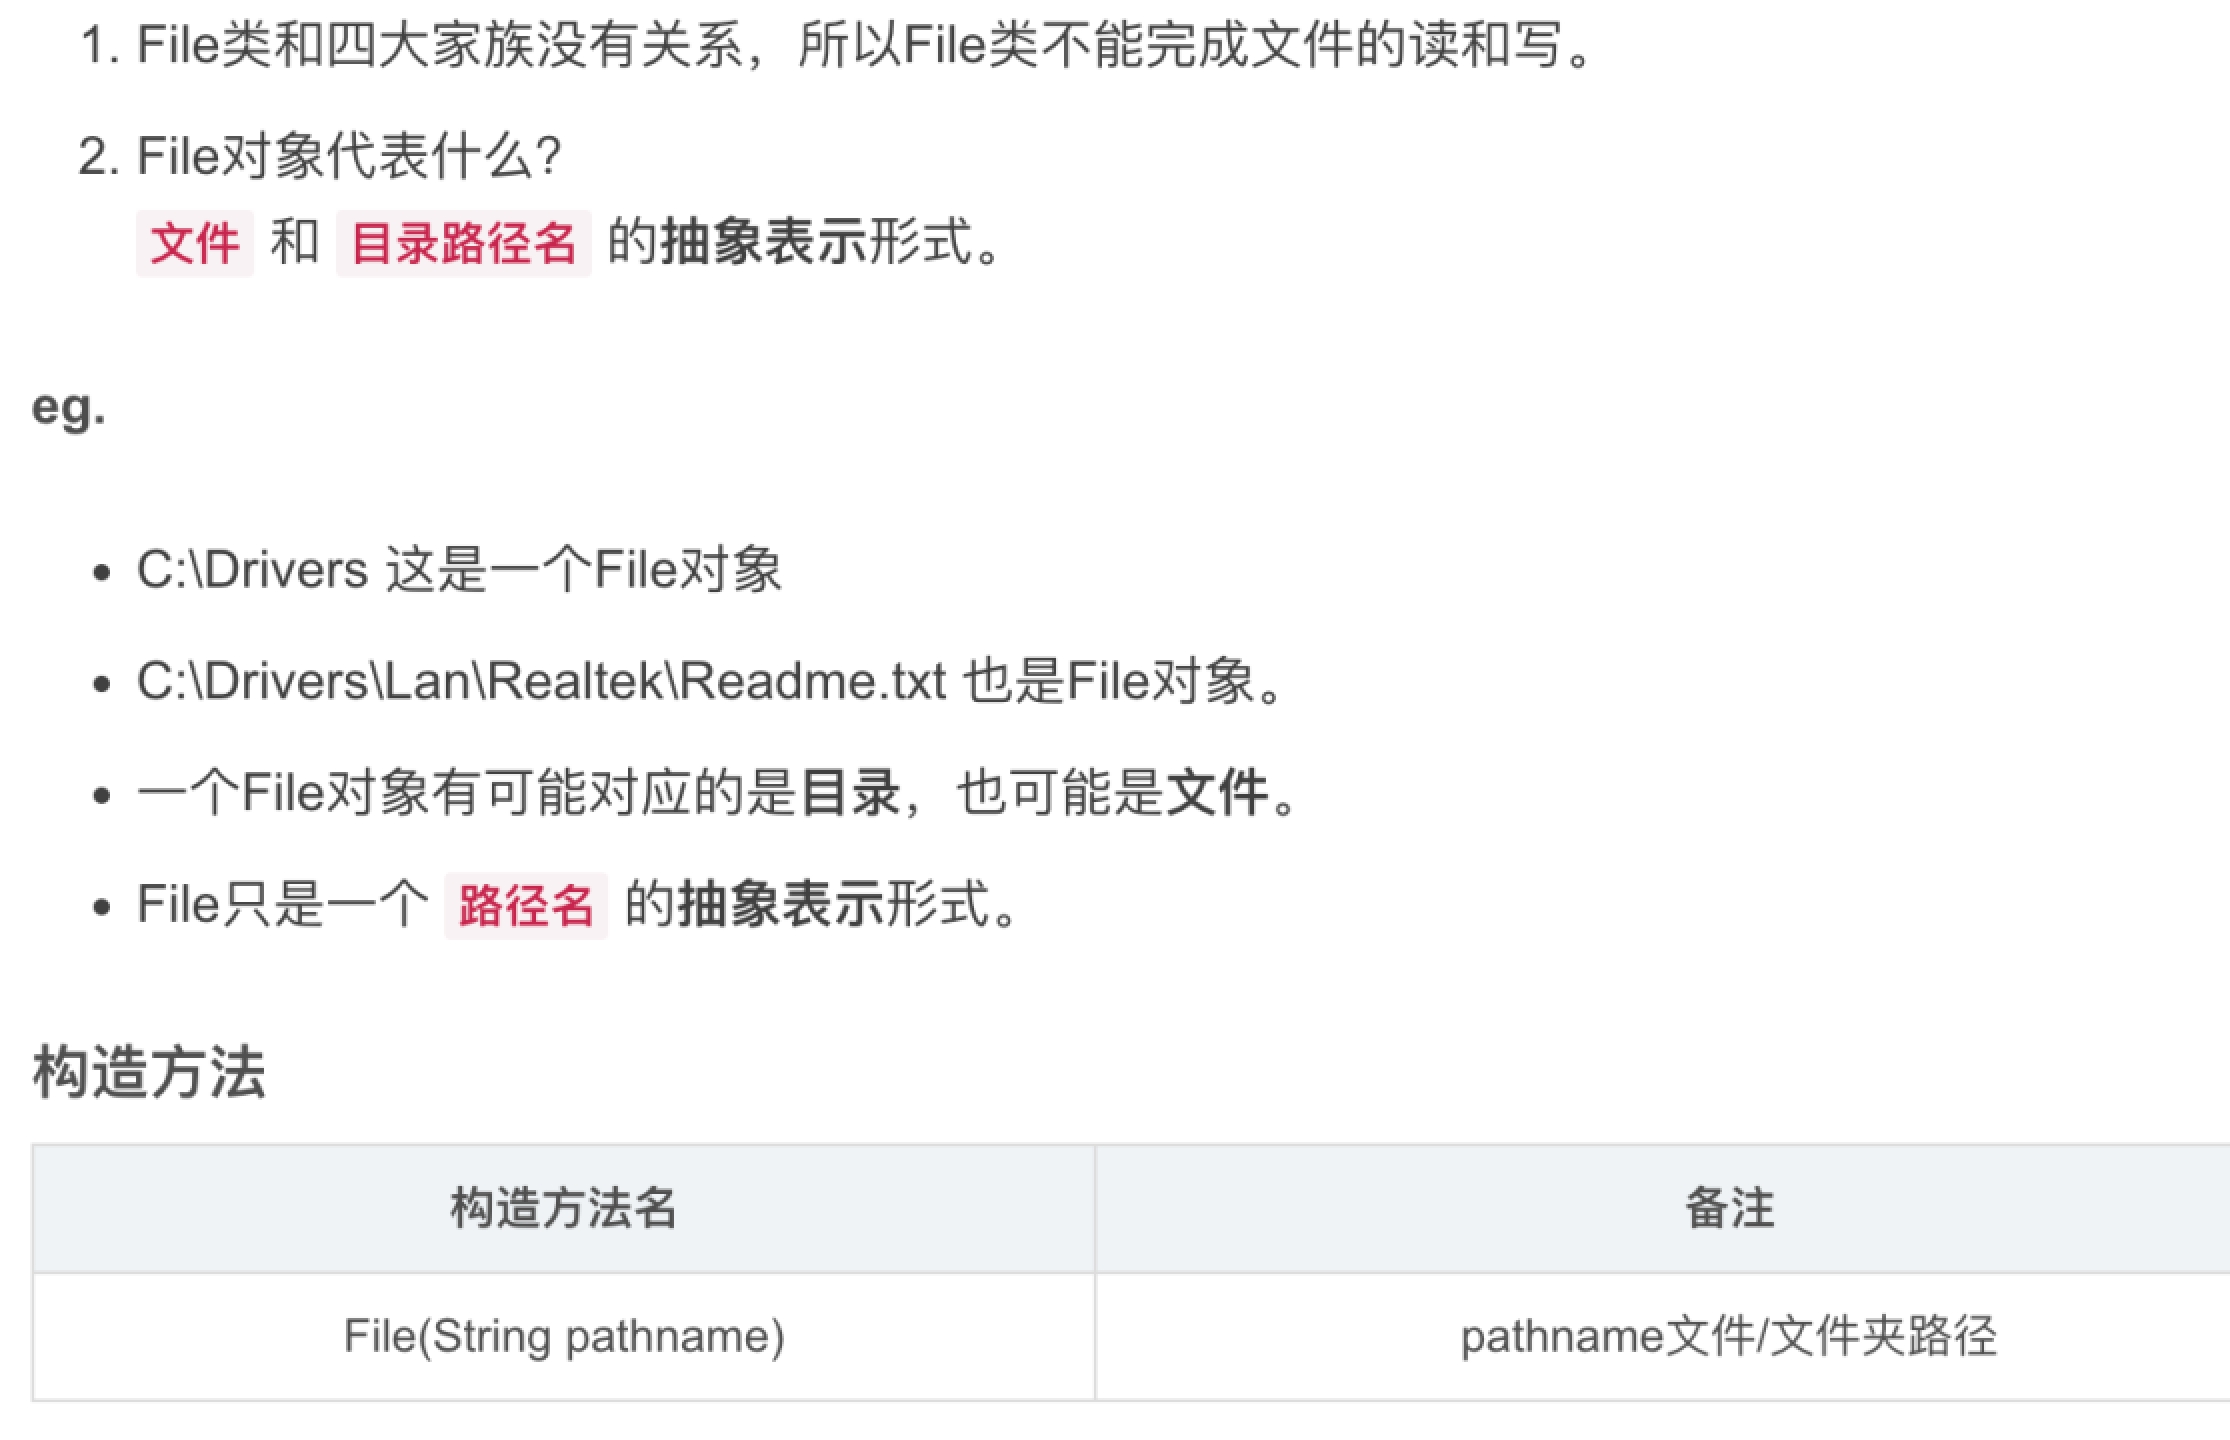 1. File类和四大家族没有关系，所以File类不能完成文件的读和写。
2. File对象代表什么？
文件 和 目录路径名 的抽象表示形式。
eg.
• C:\Drivers 这是一个File对象
• C:\Drivers\Lan\Realtek\Readme.txt 也是File对象。
• 一个File对象有可能对应的是目录，也可能是文件。
• File只是一个 路径名 的抽象表示形式。
构造方法
构造方法名 备注
File(String pathname) pathname文件/文件夹路径